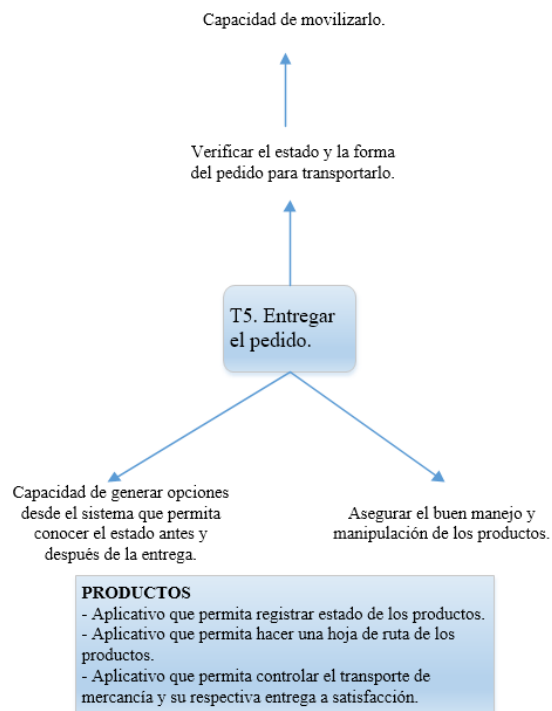 Capacidad de movilizarlo.
Verificar el estado y la forma
del pedido para transportarlo.
T5. Entregar
el pedido.
Capacidad de generar opciones
desde el sistema que permita
conocer el estado antes y
después de la entrega.
Asegurar el buen manejo y
manipulación de los productos.
PRODUCTOS
- Aplicativo que permita registrar estado de los productos.
- Aplicativo que permita hacer una hoja de ruta de los
productos.
- Aplicativo que permita controlar el transporte de
mercancía y su respectiva entrega a satisfacción.